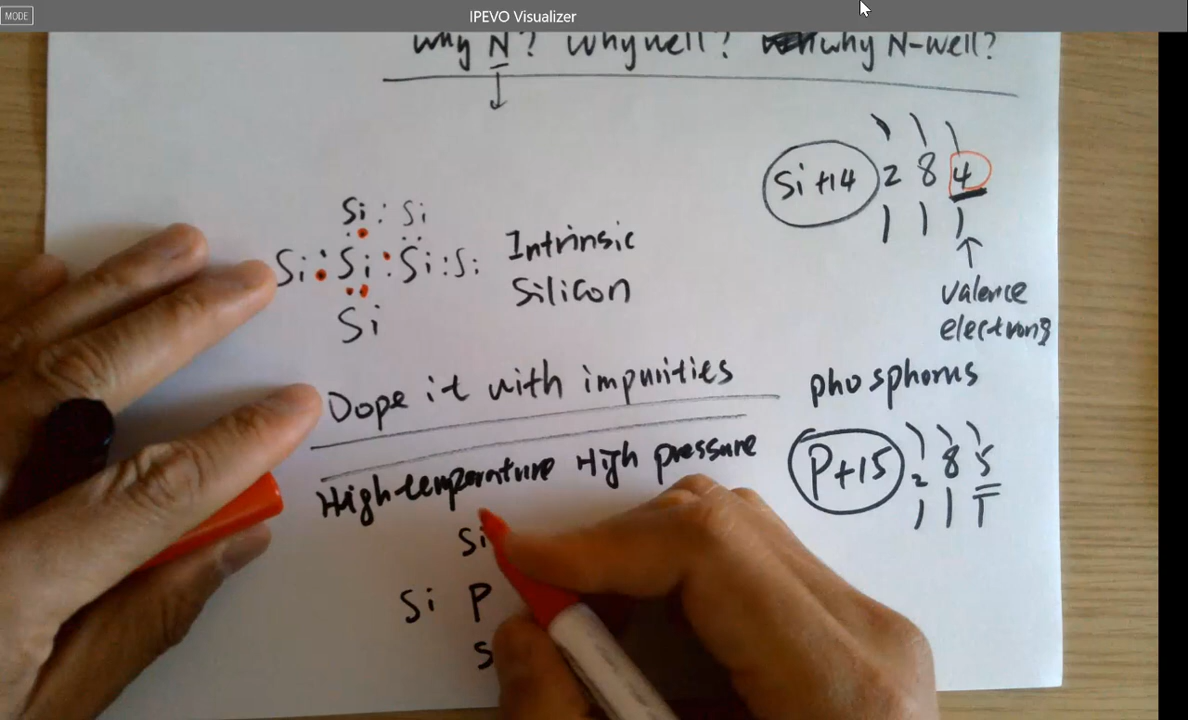 MODE
IPEVO Visualizer
why N? why well? why N-well?
Si +14 2 8 4
Si : Si
Si : Si : Si : Si
Si
Intrinsic
Silicon
valence
electrons
Dope it with impurities
phosphorus
High-temperature High pressure
P+15 2 8 5
Si
Si P
S